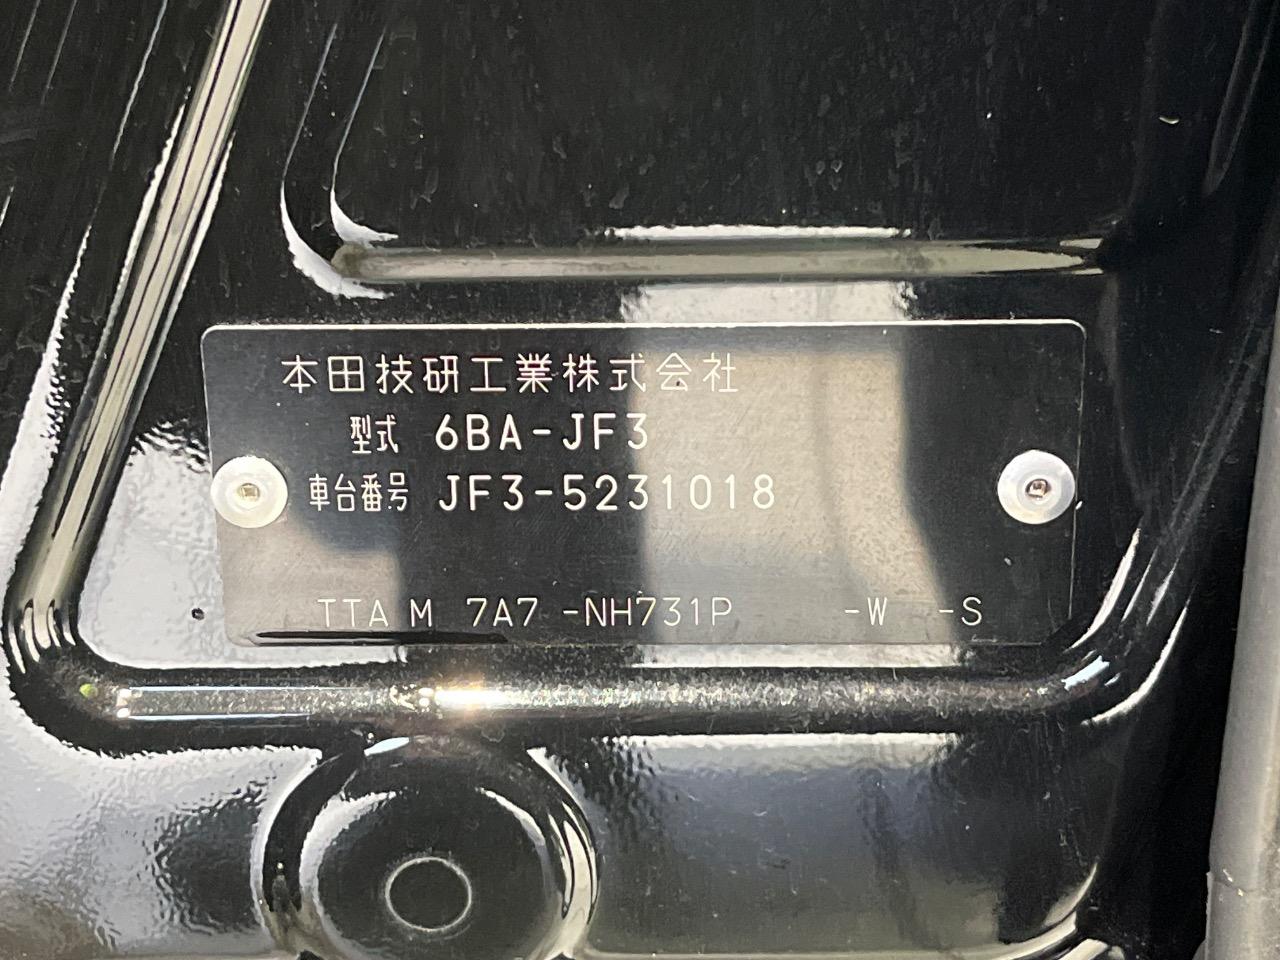 本田技研工業株式会社
型式 6BA-JF3
車台番号 JF3-5231018
TTA M 7A7 -NH731P -W -S